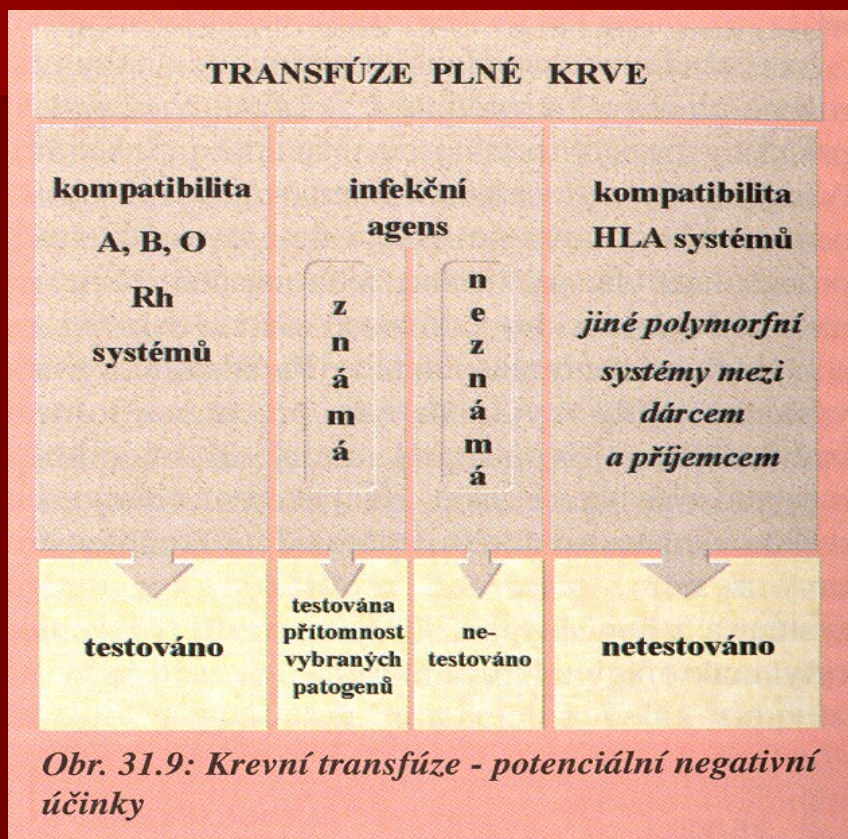 TRANSFÚZE PLNÉ KRVE
kompatibilita
A, B, O
Rh
systémů
infekční
agens
z
n
á
m
á
n
e
z
n
á
m
á
kompatibilita
HLA systémů
jiné polymorfní
systémy mezi
dárcem
a příjemcem
testováno
testována
přítomnost
vybraných
patogenů
ne-
testováno
netestováno
Obr. 31.9: Krevní transfúze - potenciální negativní
účinky